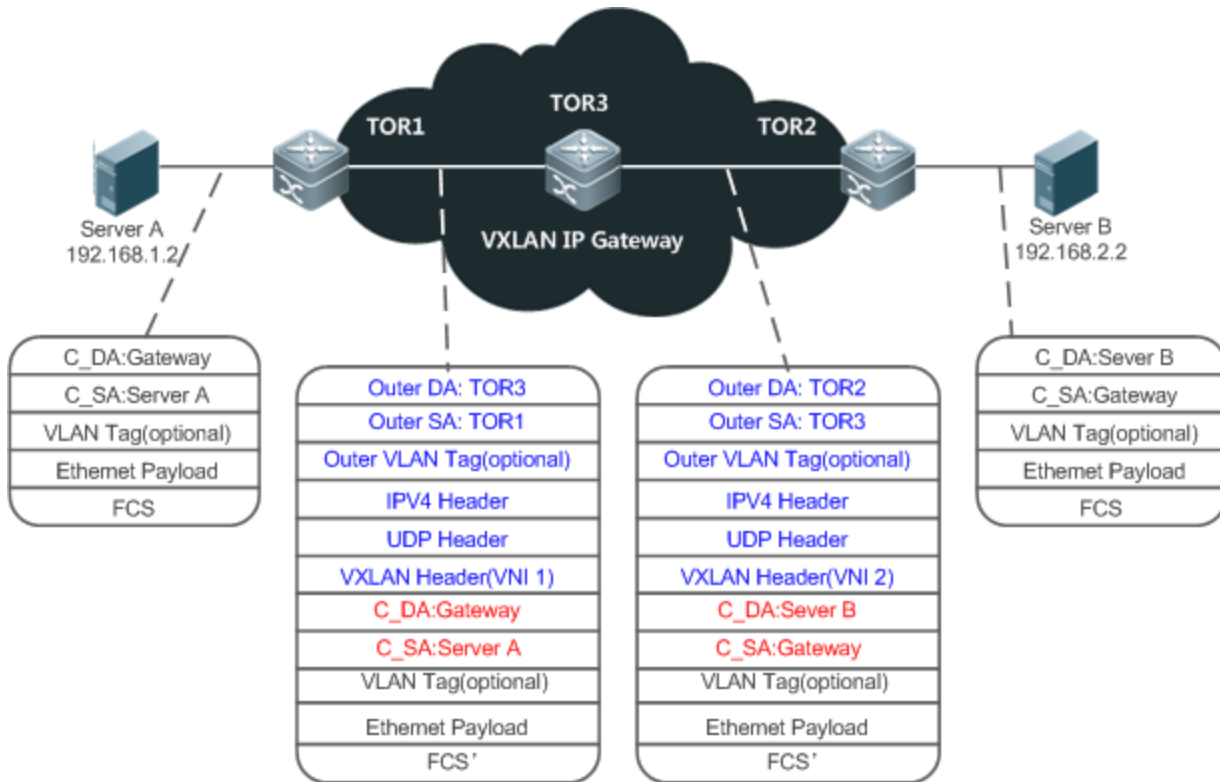 TOR3
TOR1
TOR2
Server A
192.168.1.2
VXLAN IP Gateway
Server B
192.168.2.2
C_DA:Gateway
C_SA:Server A
VLAN Tag(optional)
Ethernet Payload
FCS
Outer DA: TOR3
Outer SA: TOR1
Outer VLAN Tag(optional)
IPV4 Header
UDP Header
VXLAN Header(VNI 1)
C_DA:Gateway
C_SA:Server A
VLAN Tag(optional)
Ethernet Payload
FCS'
Outer DA: TOR2
Outer SA: TOR3
Outer VLAN Tag(optional)
IPV4 Header
UDP Header
VXLAN Header(VNI 2)
C_DA:Sever B
C_SA:Gateway
VLAN Tag(optional)
Ethernet Payload
FCS'
C_DA:Sever B
C_SA:Gateway
VLAN Tag(optional)
Ethernet Payload
FCS